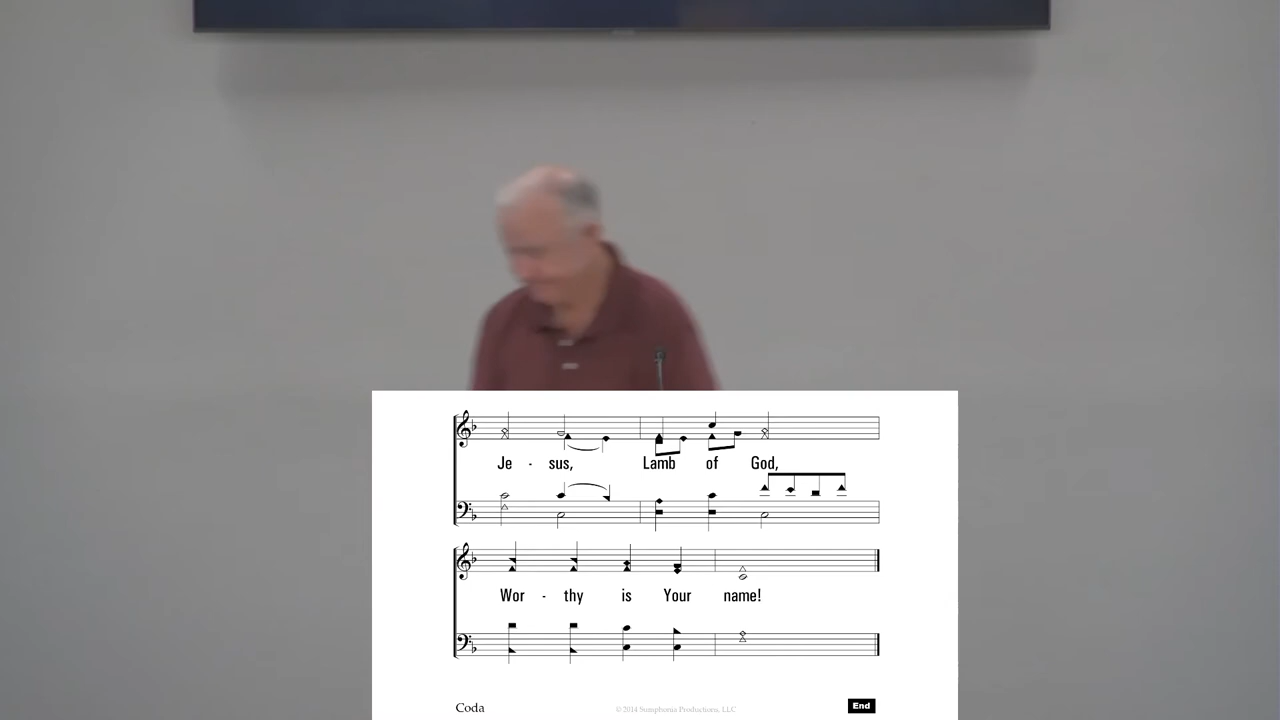 Je - sus, Lamb of God,
Wor - thy is Your name!
Coda © 2014 Sumphonia Productions, LLC End